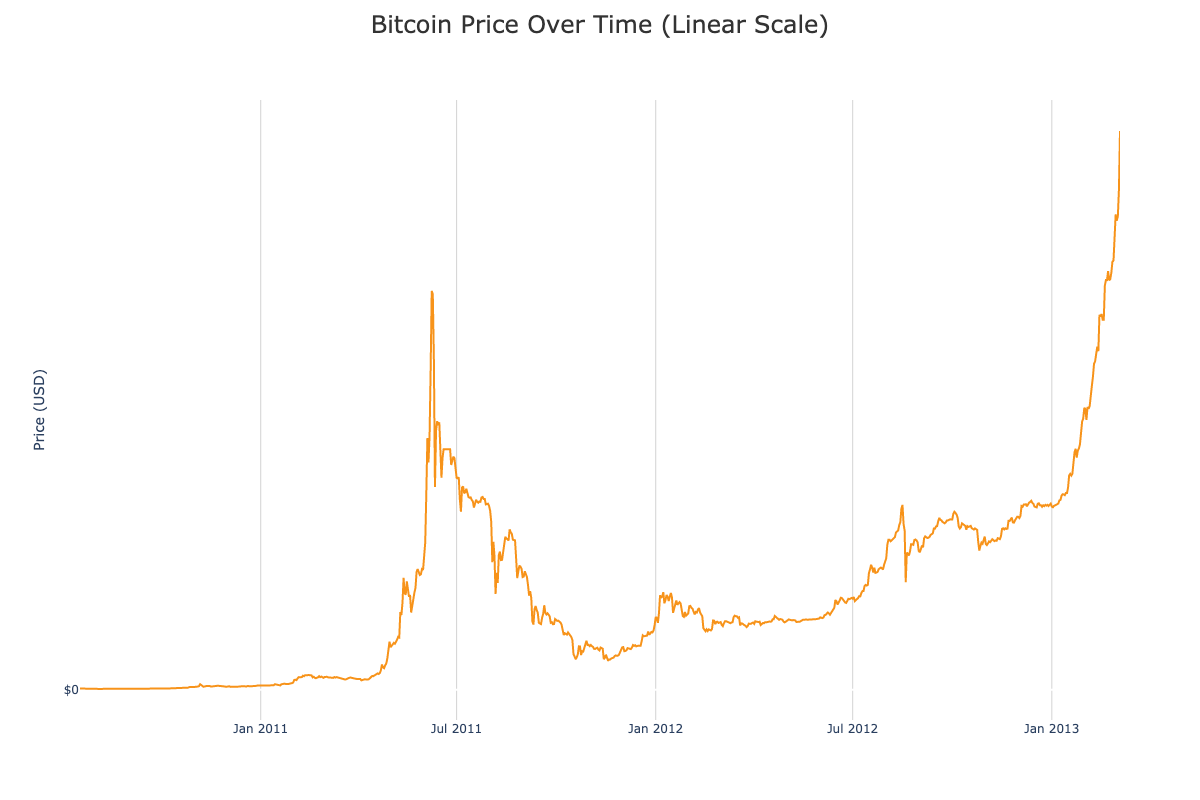 Bitcoin Price Over Time (Linear Scale)
Price (USD)
$0
Jan 2011
Jul 2011
Jan 2012
Jul 2012
Jan 2013